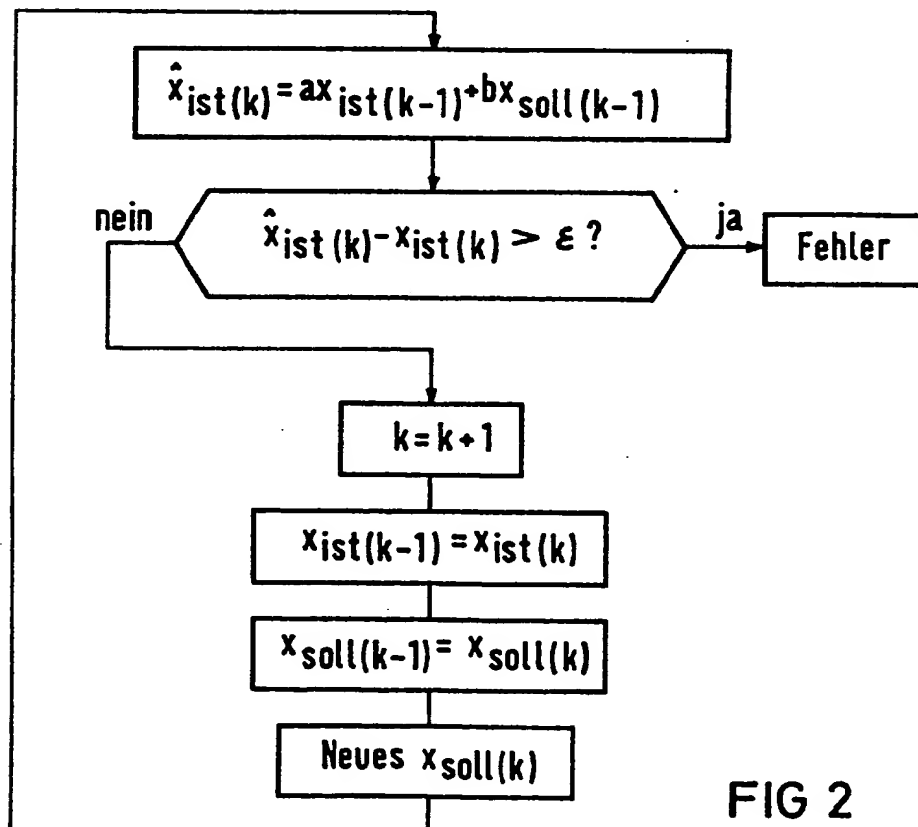 x̂ist(k) = axist(k-1)+bxsoll(k-1)
nein
x̂ist(k) - xist(k) > ε ?
ja
Fehler
k = k + 1
xist(k-1) = xist(k)
xsoll(k-1) = xsoll(k)
Neues xsoll(k)
FIG 2